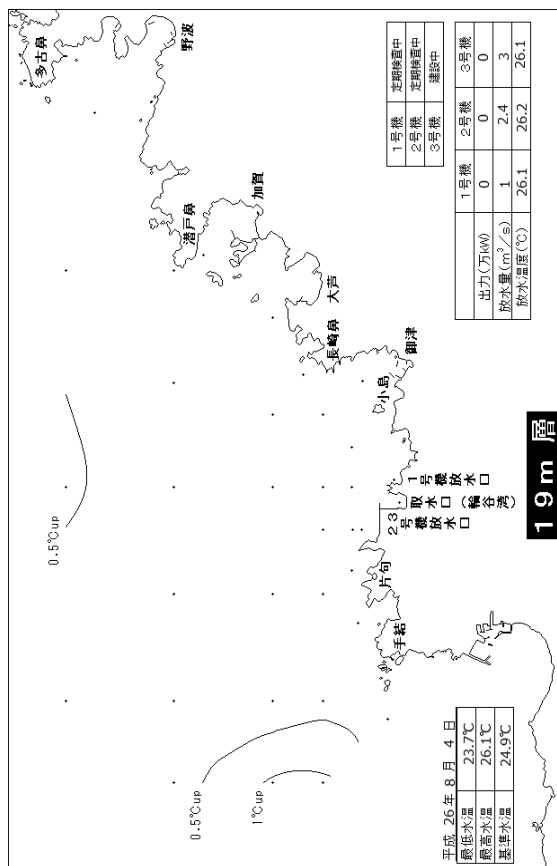 多古鼻
野波
潜戸鼻
加賀
大芦
長崎鼻
御津
小島
1号機放水口
取水口（輪谷湾）
2 3号機放水口
片句
手結
0.5℃up
0.5℃up
1℃up
1号機 定期検査中
2号機 定期検査中
3号機 建設中
1号機 2号機 3号機
出力(万kW) 0 0 0
放水量(m³/s) 1 2.4 3
放水温度(℃) 26.1 26.2 26.1
19m 層
平成 26年 8月 4日
最低水温 23.7℃
最高水温 26.1℃
基準水温 24.9℃